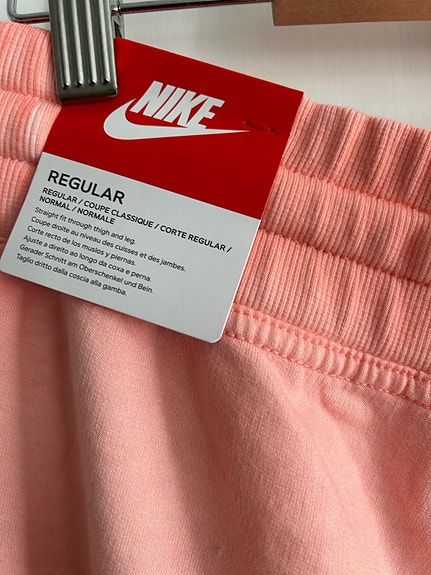 NIKE
REGULAR
REGULAR / COUPE CLASSIQUE / CORTE REGULAR /
NORMAL / NORMALE
Straight fit through thigh and leg.
Coupe droite au niveau des cuisses et des jambes.
Corte recto de los muslos y piernas.
Ajuste a direito ao longo da coxa e perna.
Gerader Schnitt am Oberschenkel und Bein.
Taglio dritto dalla coscia alla gamba.